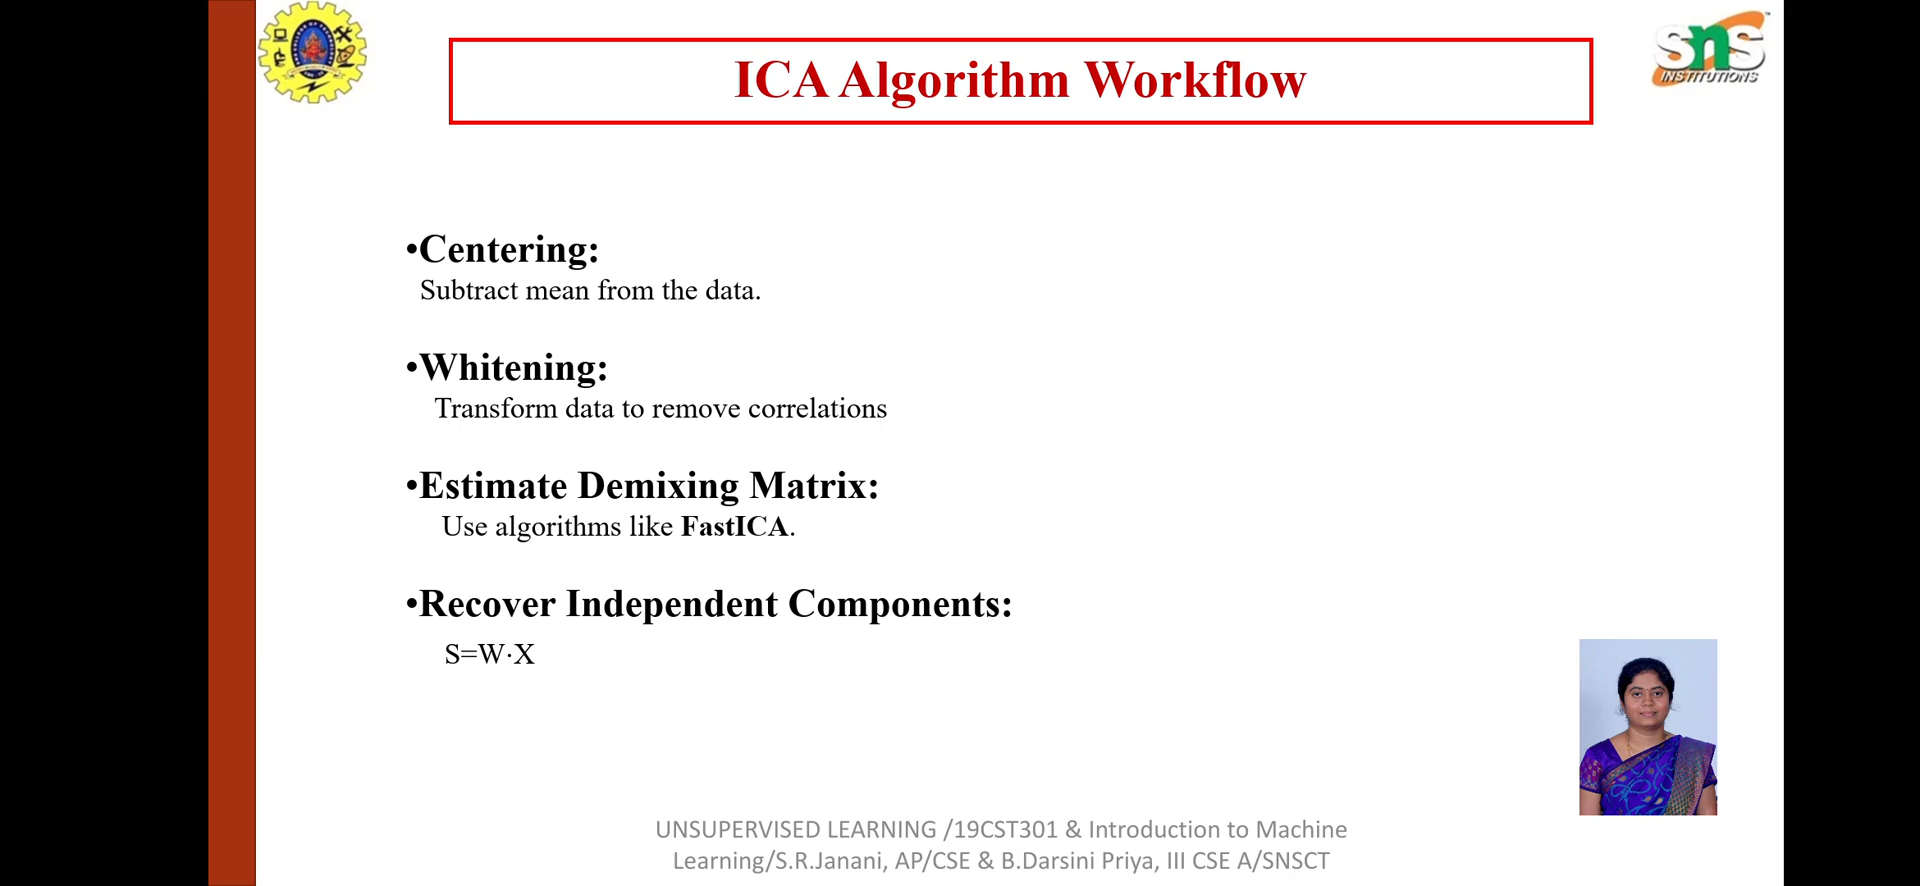 ICA Algorithm Workflow
SnS
INSTITUTIONS
•Centering:
Subtract mean from the data.
•Whitening:
Transform data to remove correlations
•Estimate Demixing Matrix:
Use algorithms like FastICA.
•Recover Independent Components:
S=W·X
UNSUPERVISED LEARNING /19CST301 & Introduction to Machine
Learning/S.R.Janani, AP/CSE & B.Darsini Priya, III CSE A/SNSCT